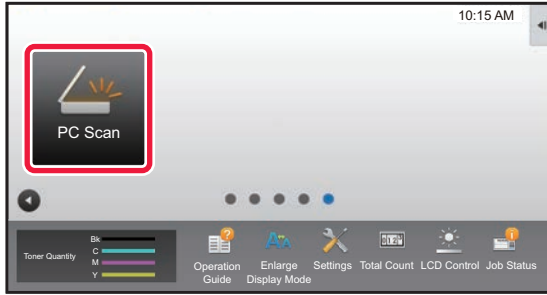 10:15 AM
PC Scan
Toner Quantity
Bk
C
M
Y
Operation
Guide
Enlarge
Display Mode
Settings
Total Count
LCD Control
Job Status